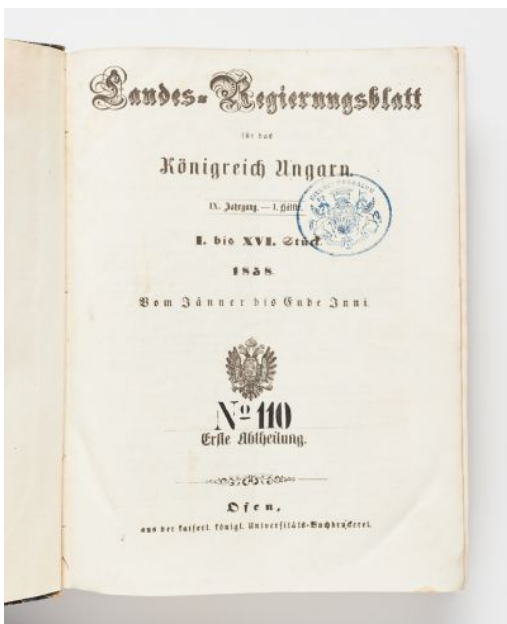 Landes-Regierungsblatt
für das
Königreich Ungarn.
IX. Jahrgang. — I. Hälfte.
I. bis XVI. Stück.
1858.
Vom Jänner bis Ende Juni.
Nº 110
Erste Abtheilung.
Ofen,
aus der kaiserl. königl. Universitäts-Buchdruckerei.